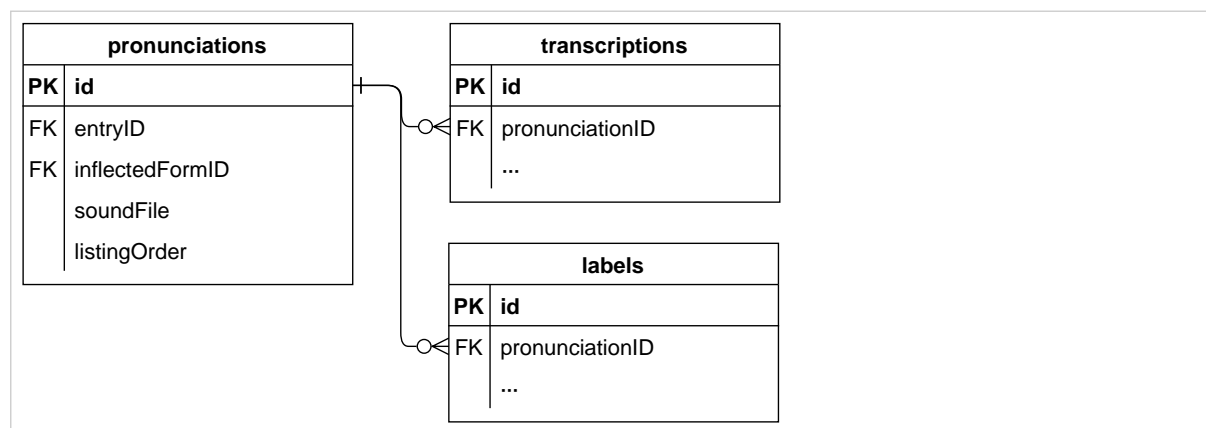 pronunciations
PK id
FK entryID
FK inflectedFormID
soundFile
listingOrder
transcriptions
PK id
FK pronunciationID
...
labels
PK id
FK pronunciationID
...